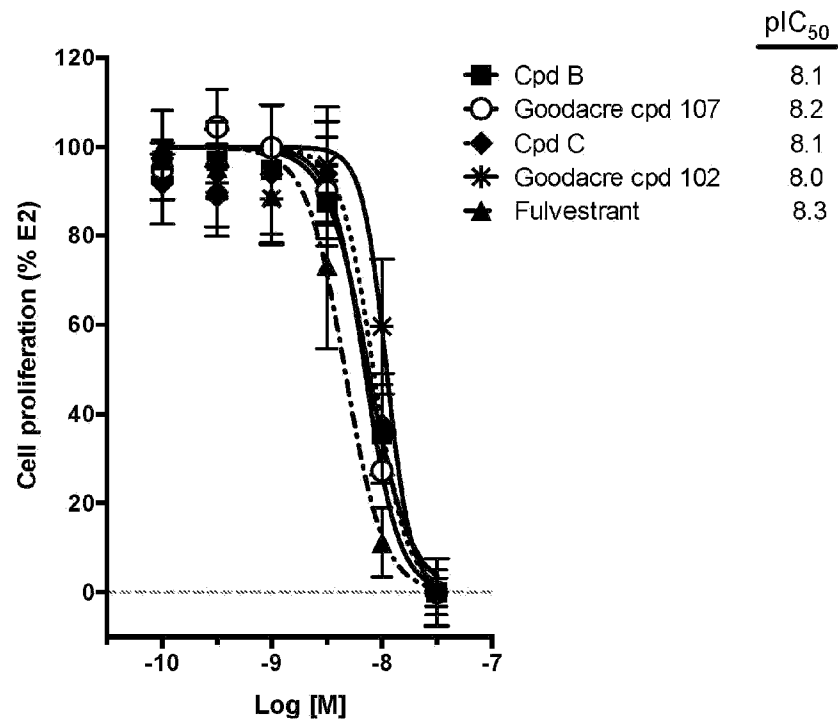 pIC50
120
Cpd B 8.1
Goodacre cpd 107 8.2
100
Cpd C 8.1
Goodacre cpd 102 8.0
80
Fulvestrant 8.3
60
40
20
0
Cell proliferation (% E2)
-10 -9 -8 -7
Log [M]